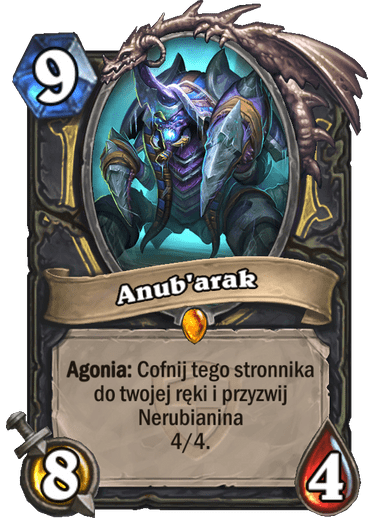 9
Anub'arak
Agonia: Cofnij tego stronnika
do twojej ręki i przyzwij
Nerubianina
4/4.
8
4